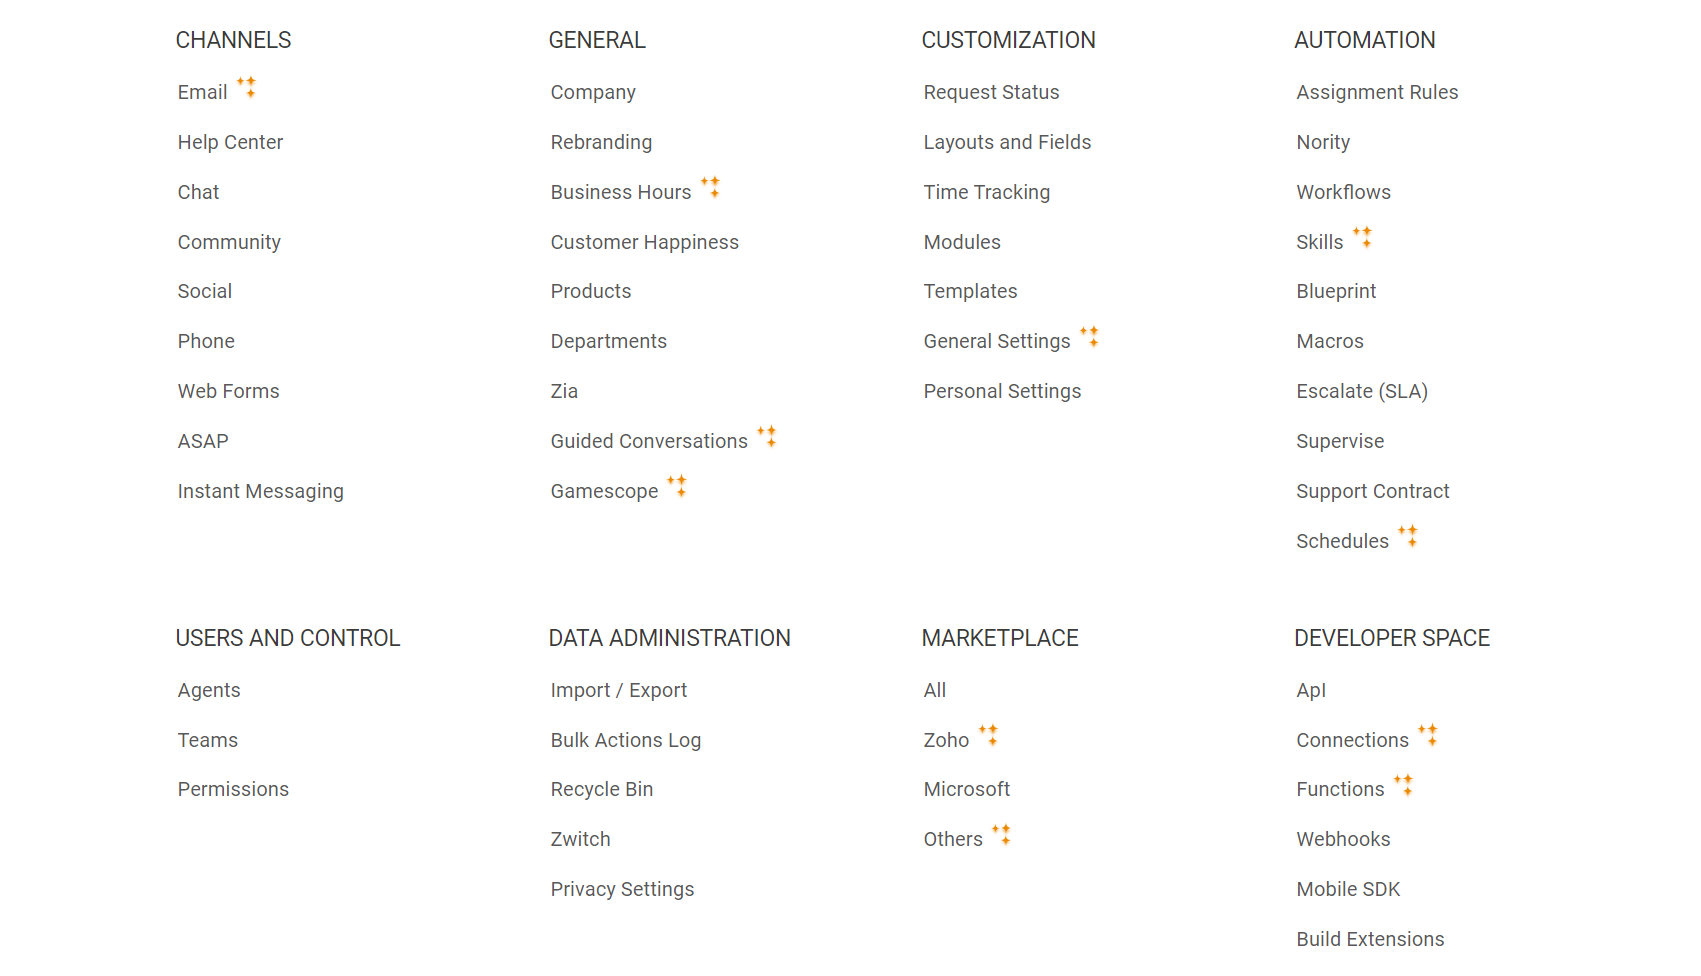 CHANNELS
Email
Help Center
Chat
Community
Social
Phone
Web Forms
ASAP
Instant Messaging
GENERAL
Company
Rebranding
Business Hours
Customer Happiness
Products
Departments
Zia
Guided Conversations
Gamescope
CUSTOMIZATION
Request Status
Layouts and Fields
Time Tracking
Modules
Templates
General Settings
Personal Settings
AUTOMATION
Assignment Rules
Nority
Workflows
Skills
Blueprint
Macros
Escalate (SLA)
Supervise
Support Contract
Schedules
USERS AND CONTROL
Agents
Teams
Permissions
DATA ADMINISTRATION
Import / Export
Bulk Actions Log
Recycle Bin
Zwitch
Privacy Settings
MARKETPLACE
All
Zoho
Microsoft
Others
DEVELOPER SPACE
ApI
Connections
Functions
Webhooks
Mobile SDK
Build Extensions